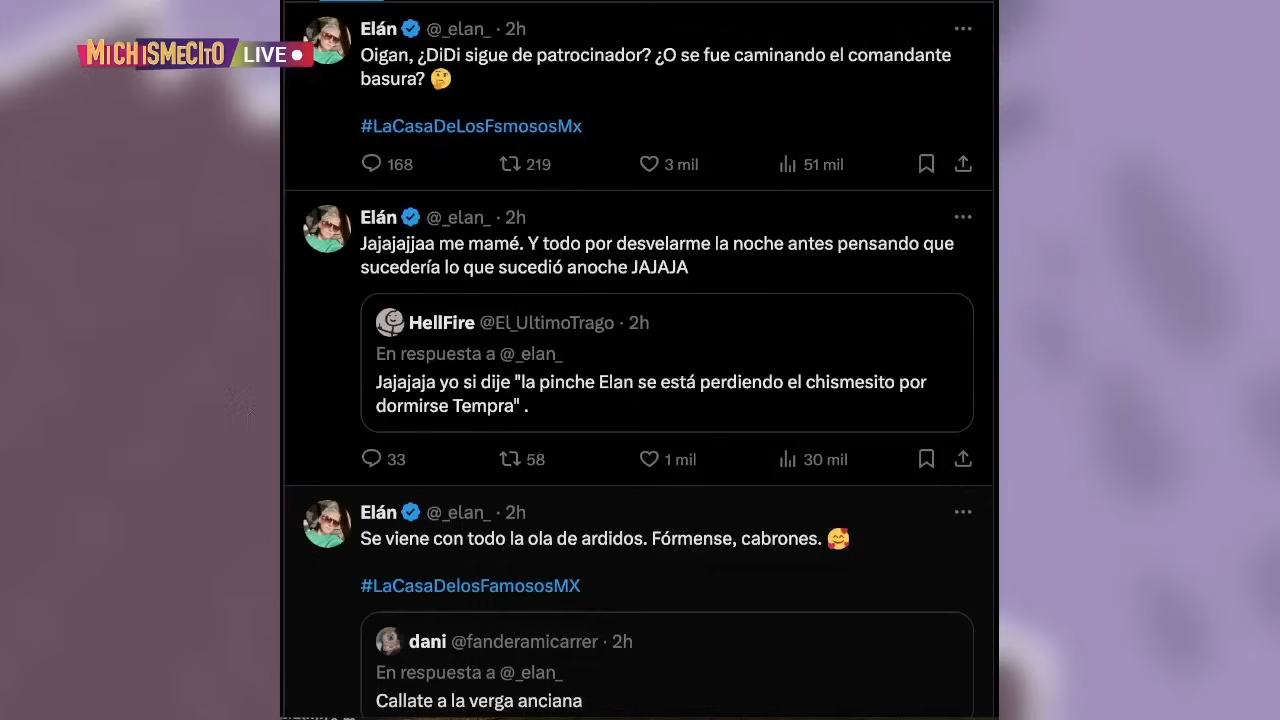 MICHISMECITO LIVE
Elán @_elan_ · 2h
Oigan, ¿DiDi sigue de patrocinador? ¿O se fue caminando el comandante
basura? 🤔
#LaCasaDeLosFsmososMx
168 219 3 mil 51 mil
Elán @_elan_ · 2h
Jajajajjaa me mamé. Y todo por desvelarme la noche antes pensando que
sucedería lo que sucedió anoche JAJAJA
HellFire @El_UltimoTrago · 2h
En respuesta a @_elan_
Jajajaja yo si dije "la pinche Elan se está perdiendo el chismesito por
dormirse Tempra" .
33 58 1 mil 30 mil
Elán @_elan_ · 2h
Se viene con todo la ola de ardidos. Fórmense, cabrones. 🥰
#LaCasaDelosFamososMX
dani @fanderamicarrer · 2h
En respuesta a @_elan_
Callate a la verga anciana